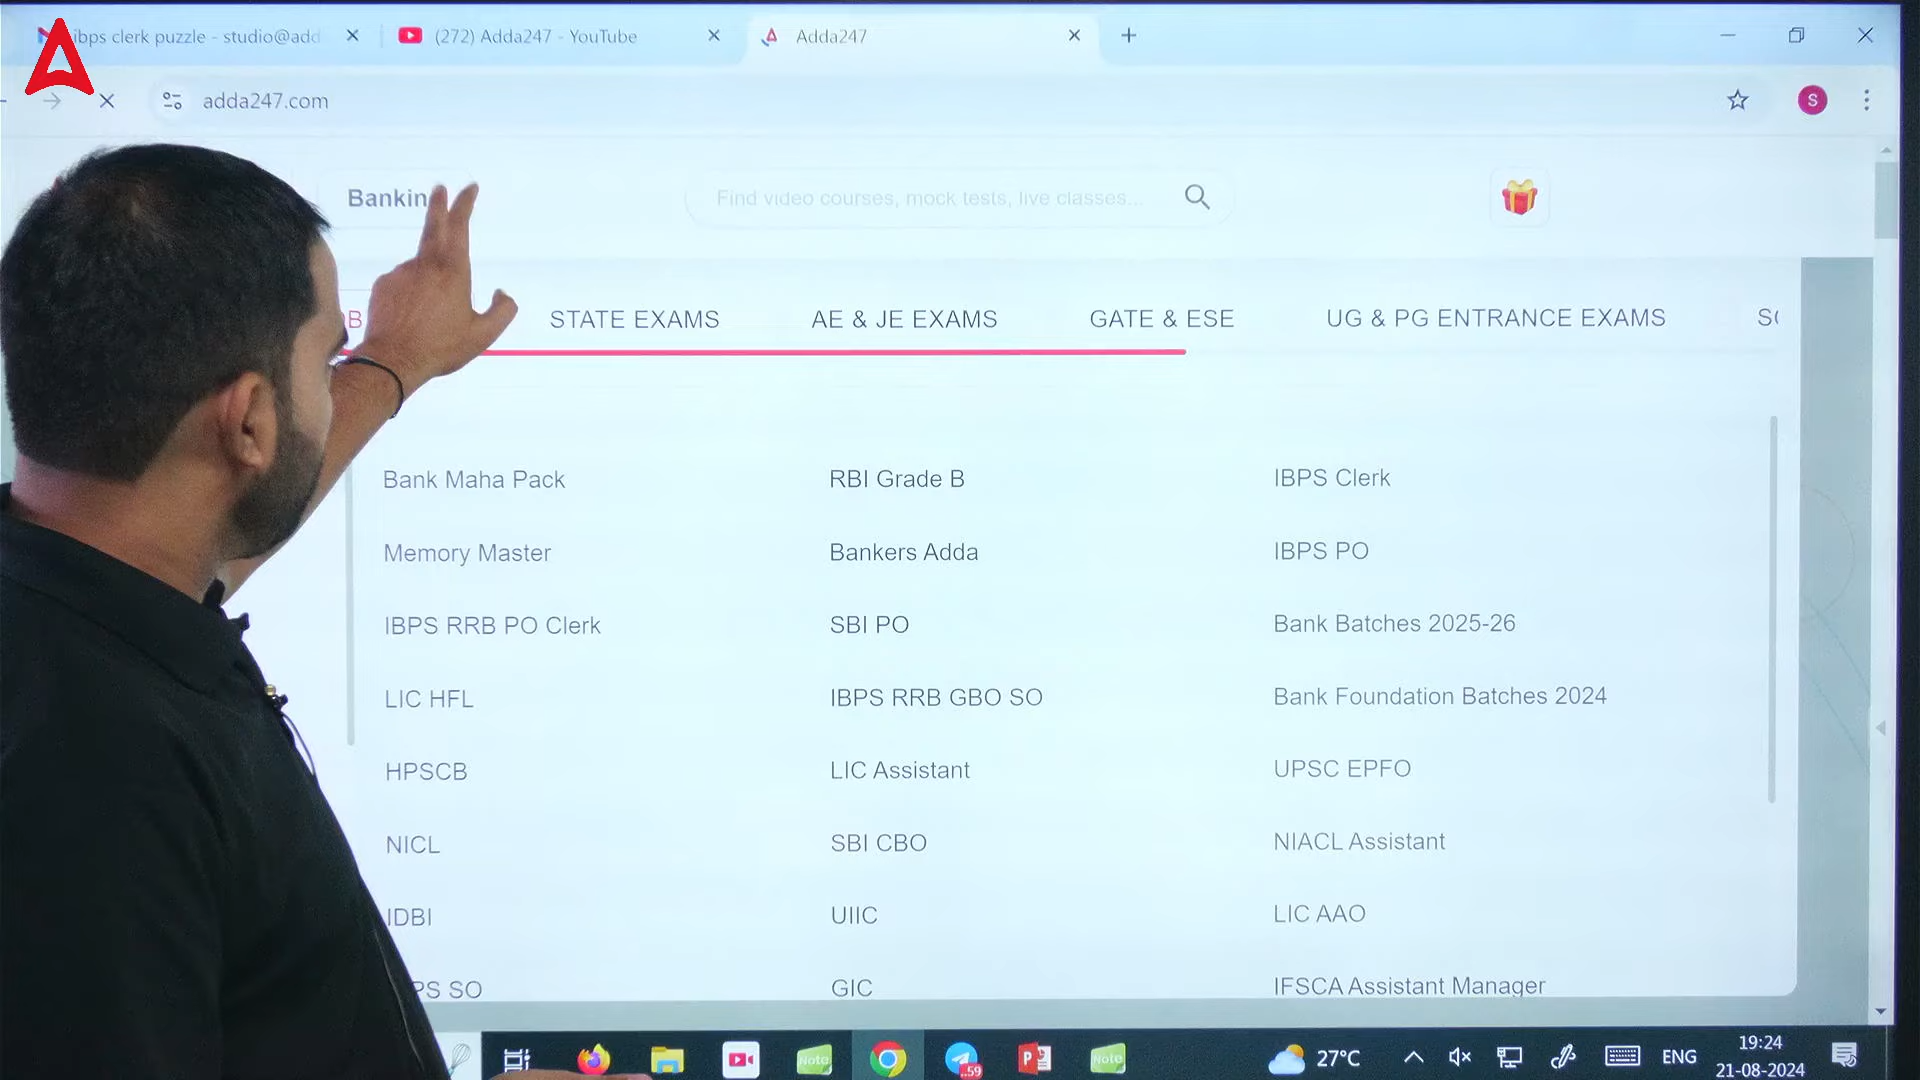 ibps clerk puzzle - studio@add
(272) Adda247 - YouTube
Adda247
adda247.com
S
Bankin
Find video courses, mock tests, live classes...
STATE EXAMS
AE & JE EXAMS
GATE & ESE
UG & PG ENTRANCE EXAMS
Bank Maha Pack
RBI Grade B
IBPS Clerk
Memory Master
Bankers Adda
IBPS PO
IBPS RRB PO Clerk
SBI PO
Bank Batches 2025-26
LIC HFL
IBPS RRB GBO SO
Bank Foundation Batches 2024
HPSCB
LIC Assistant
UPSC EPFO
NICL
SBI CBO
NIACL Assistant
IDBI
UIIC
LIC AAO
PS SO
GIC
IFSCA Assistant Manager
Note
..59
P
Note
27°C
ENG
19:24
21-08-2024